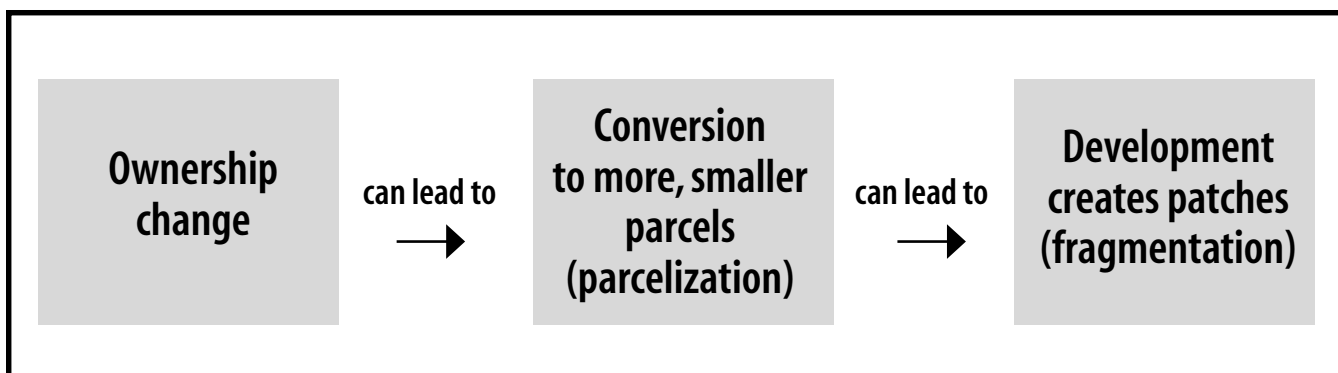 Ownership
change
can lead to
Conversion
to more, smaller
parcels
(parcelization)
can lead to
Development
creates patches
(fragmentation)